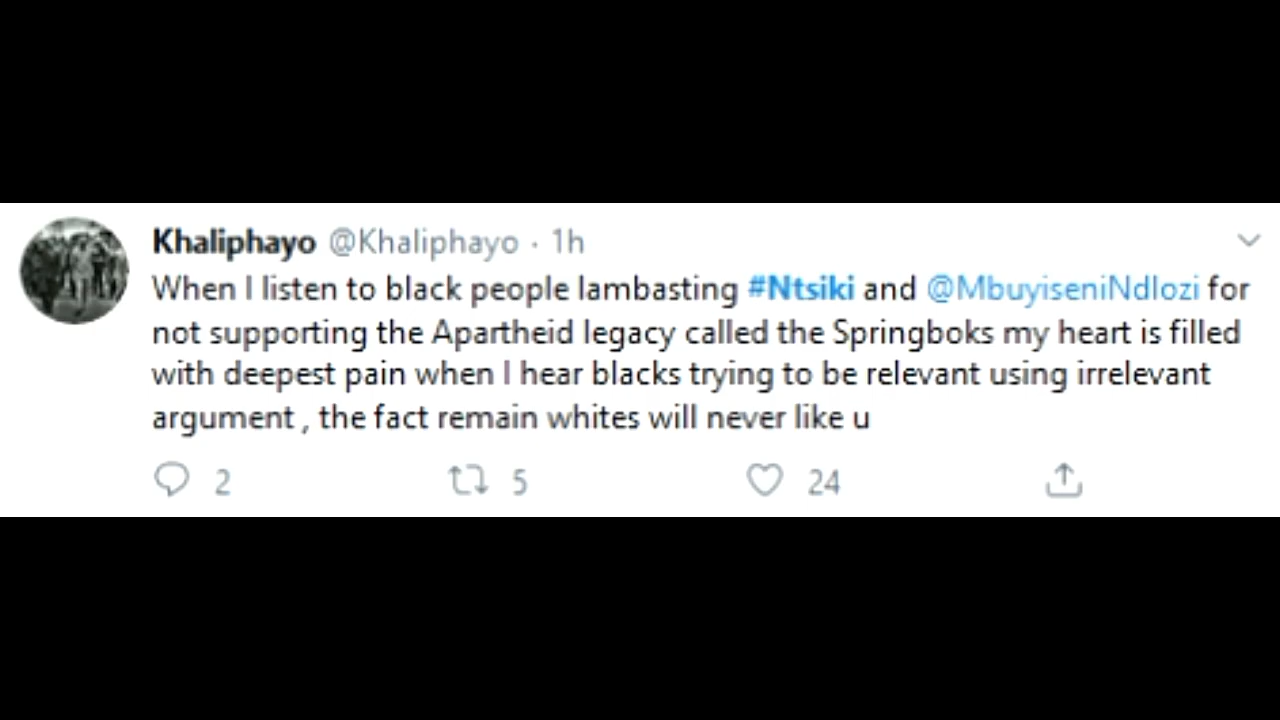 Khaliphayo @Khaliphayo · 1h
When I listen to black people lambasting #Ntsiki and @MbuyiseniNdlozi for
not supporting the Apartheid legacy called the Springboks my heart is filled
with deepest pain when I hear blacks trying to be relevant using irrelevant
argument , the fact remain whites will never like u
2 5 24